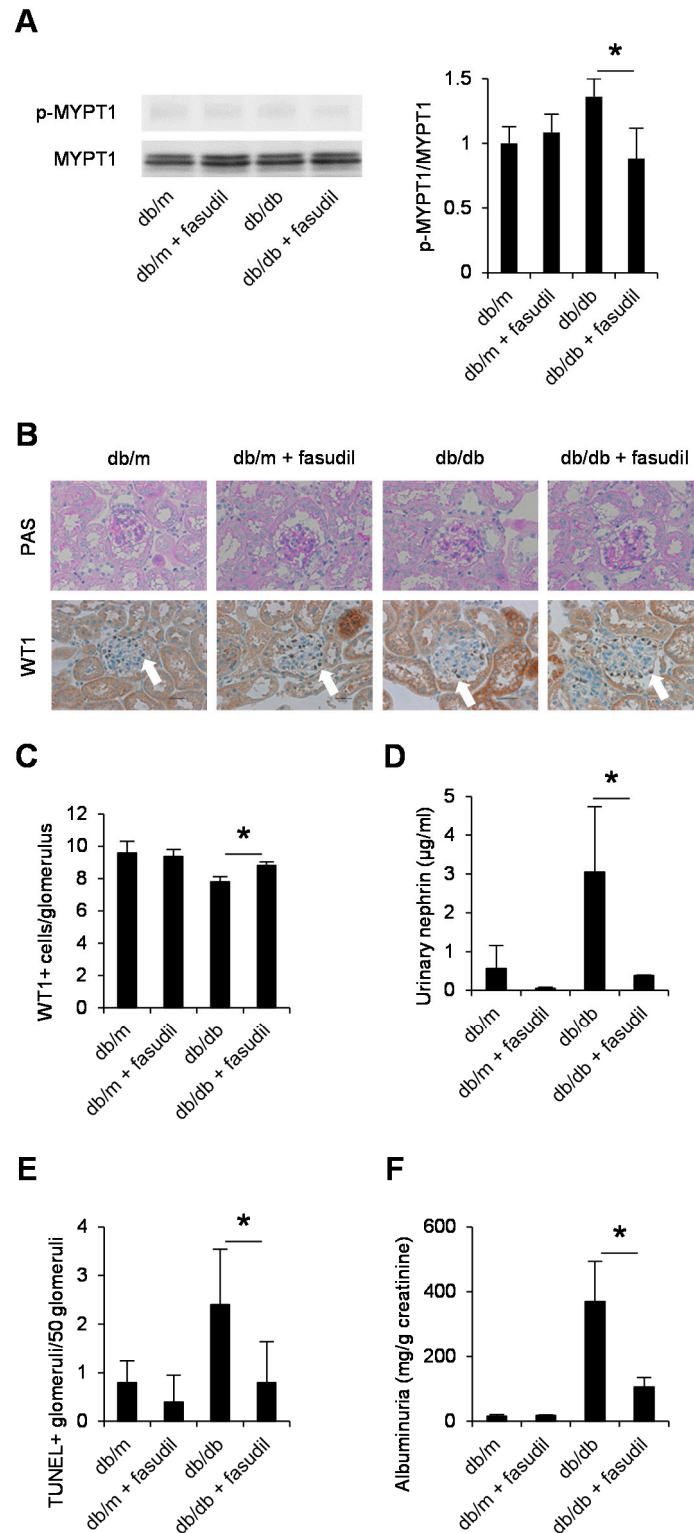 A
p-MYPT1
MYPT1
db/m
db/m + fasudil
db/db
db/db + fasudil
*
p-MYPT1/MYPT1
1.5
1
0.5
0
db/m
db/m + fasudil
db/db
db/db + fasudil
B
db/m
db/m + fasudil
db/db
db/db + fasudil
PAS
WT1
C
WT1+ cells/glomerulus
12
10
8
6
4
2
0
*
db/m
db/m + fasudil
db/db
db/db + fasudil
D
Urinary nephrin (µg/ml)
5
4
3
2
1
0
*
db/m
db/m + fasudil
db/db
db/db + fasudil
E
TUNEL+ glomeruli/50 glomeruli
4
3
2
1
0
*
db/m
db/m + fasudil
db/db
db/db + fasudil
F
Albuminuria (mg/g creatinine)
600
400
200
0
*
db/m
db/m + fasudil
db/db
db/db + fasudil